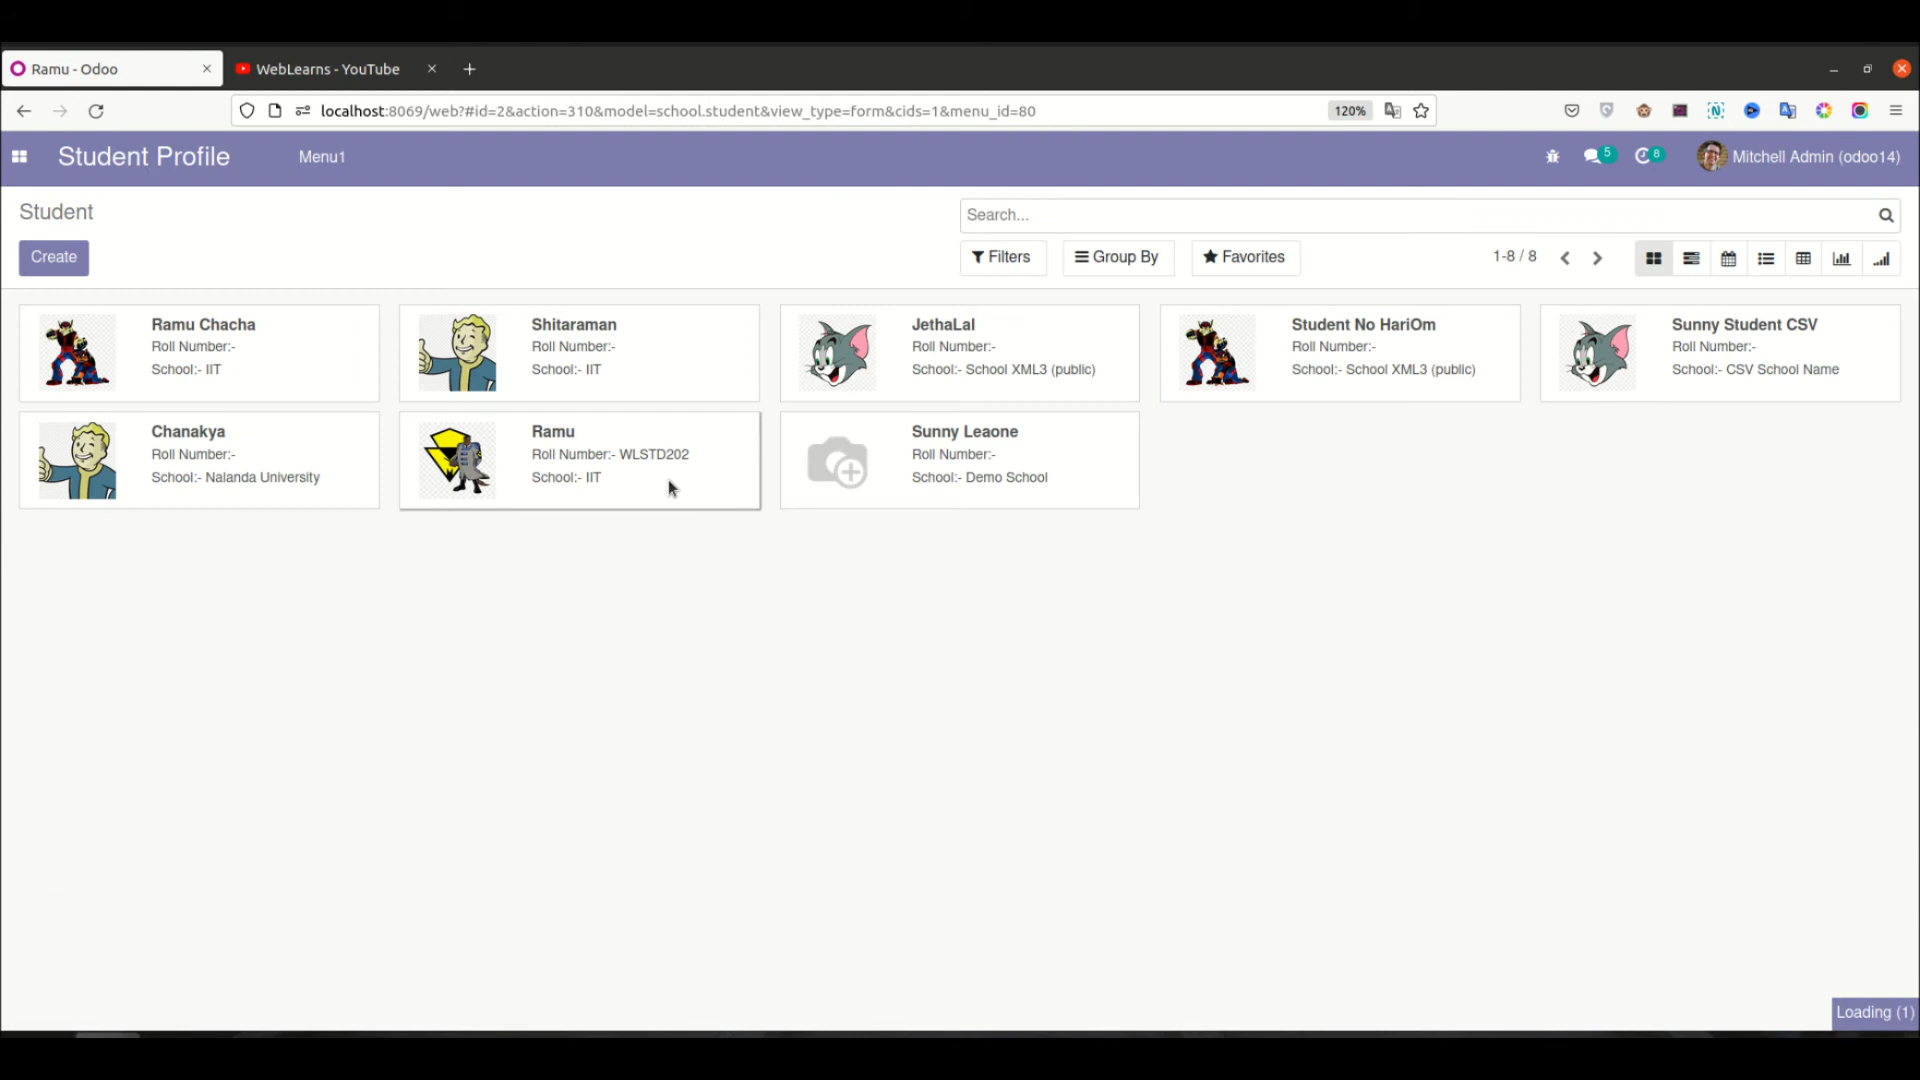 Ramu - Odoo
WebLearns - YouTube
localhost:8069/web?#id=2&action=310&model=school.student&view_type=form&cids=1&menu_id=80
120%
Student Profile
Menu1
5
8
Mitchell Admin (odoo14)
Student
Search...
Create
Filters
Group By
Favorites
1-8 / 8
Ramu Chacha
Roll Number:-
School:- IIT
Shitaraman
Roll Number:-
School:- IIT
JethaLal
Roll Number:-
School:- School XML3 (public)
Student No HariOm
Roll Number:-
School:- School XML3 (public)
Sunny Student CSV
Roll Number:-
School:- CSV School Name
Chanakya
Roll Number:-
School:- Nalanda University
Ramu
Roll Number:- WLSTD202
School:- IIT
Sunny Leaone
Roll Number:-
School:- Demo School
Loading (1)